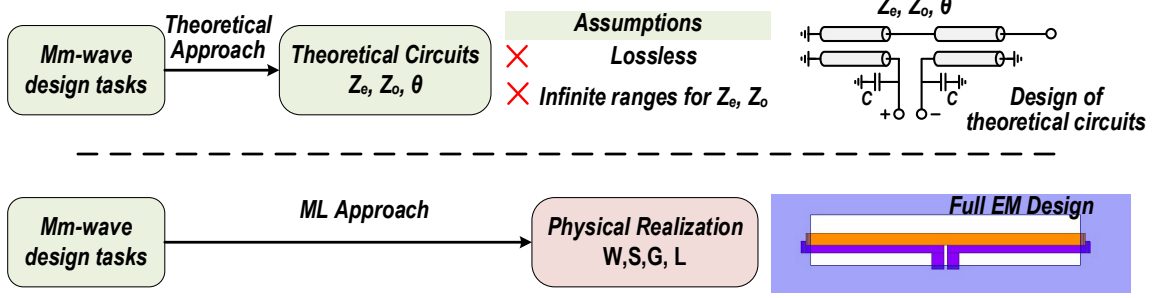 Mm-wave
design tasks
Theoretical
Approach
Theoretical Circuits
Zₑ, Zₒ, θ
Assumptions
Lossless
Infinite ranges for Zₑ, Zₒ
Zₑ, Zₒ, θ
C
C
+
−
Design of
theoretical circuits
Mm-wave
design tasks
ML Approach
Physical Realization
W,S,G, L
Full EM Design